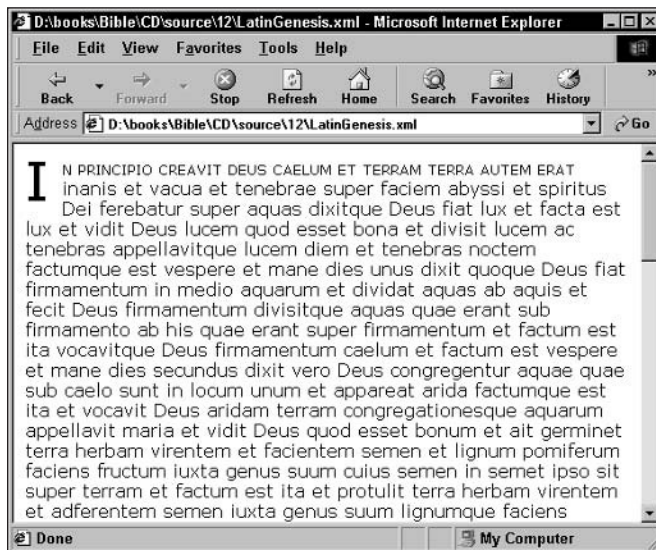 D:\books\Bible\CD\source\12\LatinGenesis.xml - Microsoft Internet Explorer
File Edit View Favorites Tools Help
Back Forward Stop Refresh Home Search Favorites History »
Address D:\books\Bible\CD\source\12\LatinGenesis.xml Go
IN PRINCIPIO CREAVIT DEUS CAELUM ET TERRAM TERRA AUTEM ERAT
inanis et vacua et tenebrae super faciem abyssi et spiritus
Dei ferebatur super aquas dixitque Deus fiat lux et facta est
lux et vidit Deus lucem quod esset bona et divisit lucem ac
tenebras appellavitque lucem diem et tenebras noctem
factumque est vespere et mane dies unus dixit quoque Deus fiat
firmamentum in medio aquarum et dividat aquas ab aquis et
fecit Deus firmamentum divisitque aquas quae erant sub
firmamento ab his quae erant super firmamentum et factum est
ita vocavitque Deus firmamentum caelum et factum est vespere
et mane dies secundus dixit vero Deus congregentur aquae quae
sub caelo sunt in locum unum et appareat arida factumque est
ita et vocavit Deus aridam terram congregationesque aquarum
appellavit maria et vidit Deus quod esset bonum et ait germinet
terra herbam virentem et facientem semen et lignum pomiferum
faciens fructum iuxta genus suum cuius semen in semet ipso sit
super terram et factum est ita et protulit terra herbam virentem
et adferentem semen iuxta genus suum lignumque faciens
Done My Computer